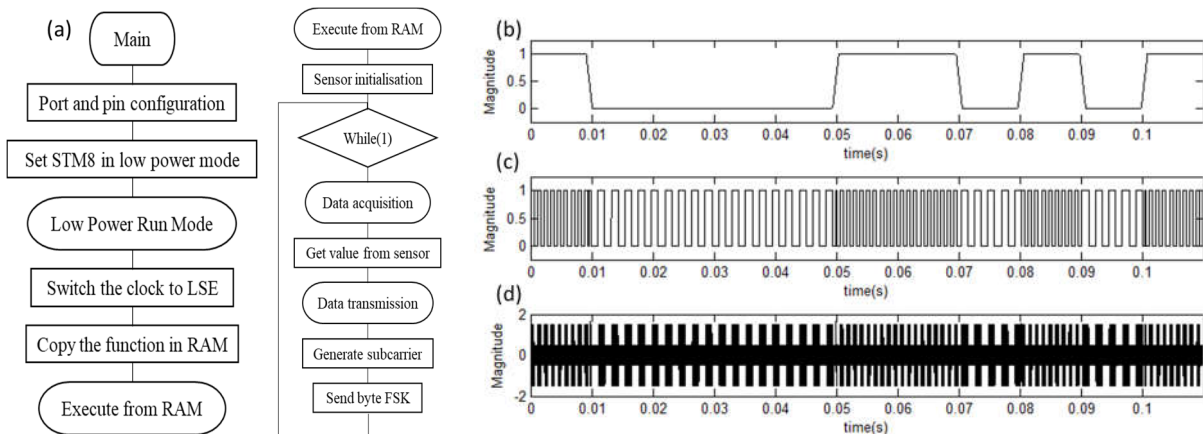 (a)
Main
Port and pin configuration
Set STM8 in low power mode
Low Power Run Mode
Switch the clock to LSE
Copy the function in RAM
Execute from RAM
Execute from RAM
Sensor initialisation
While(1)
Data acquisition
Get value from sensor
Data transmission
Generate subcarrier
Send byte FSK
(b)
Magnitude
1
0.5
0
0 0.01 0.02 0.03 0.04 0.05 0.06 0.07 0.08 0.09 0.1
time(s)
(c)
Magnitude
1
0.5
0
0 0.01 0.02 0.03 0.04 0.05 0.06 0.07 0.08 0.09 0.1
time(s)
(d)
Magnitude
2
0
-2
0 0.01 0.02 0.03 0.04 0.05 0.06 0.07 0.08 0.09 0.1
time(s)